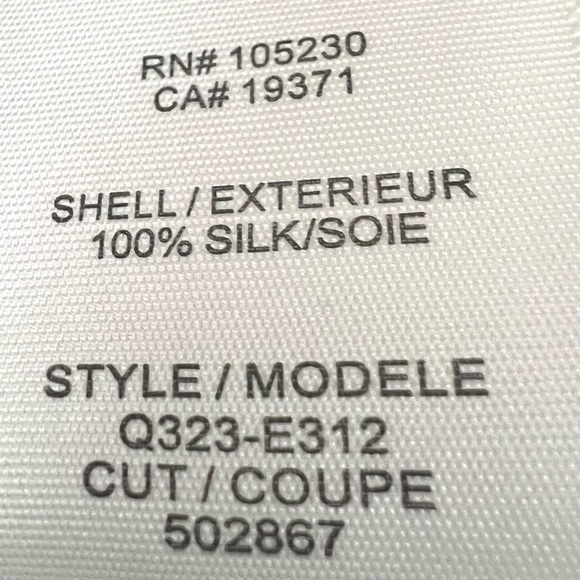 RN# 105230
CA# 19371
SHELL / EXTERIEUR
100% SILK/SOIE
STYLE / MODELE
Q323-E312
CUT / COUPE
502867